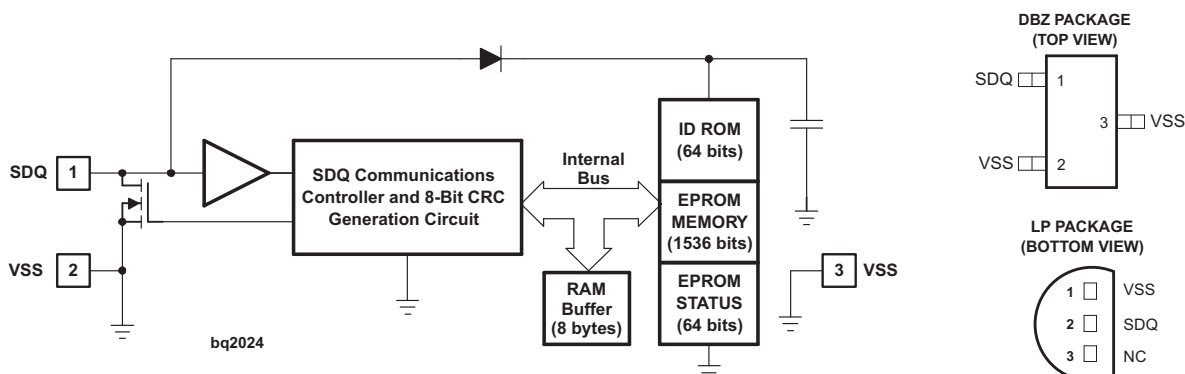 DBZ PACKAGE
(TOP VIEW)
SDQ
1
3
VSS
VSS
2
ID ROM
(64 bits)
SDQ
1
SDQ Communications
Controller and 8-Bit CRC
Generation Circuit
Internal
Bus
EPROM
MEMORY
(1536 bits)
VSS
2
3
VSS
RAM
Buffer
(8 bytes)
EPROM
STATUS
(64 bits)
bq2024
LP PACKAGE
(BOTTOM VIEW)
1
VSS
2
SDQ
3
NC